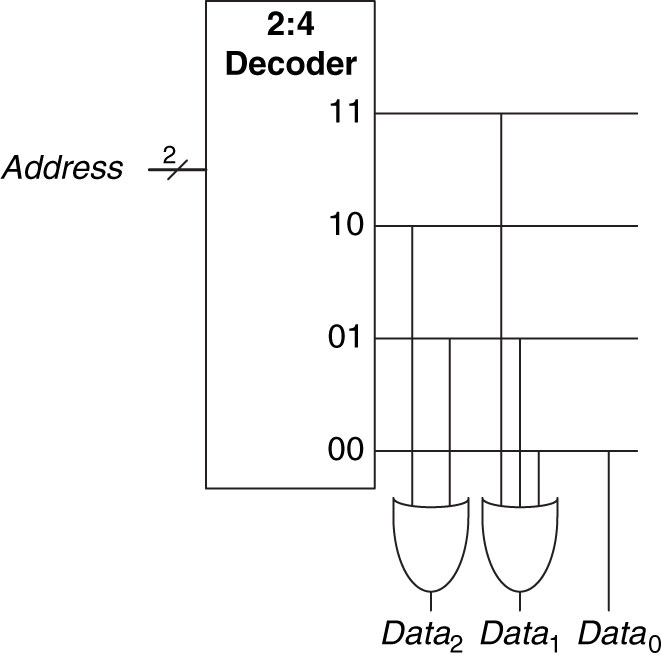 2:4
Decoder
11
Address 2
10
01
00
Data₂ Data₁ Data₀